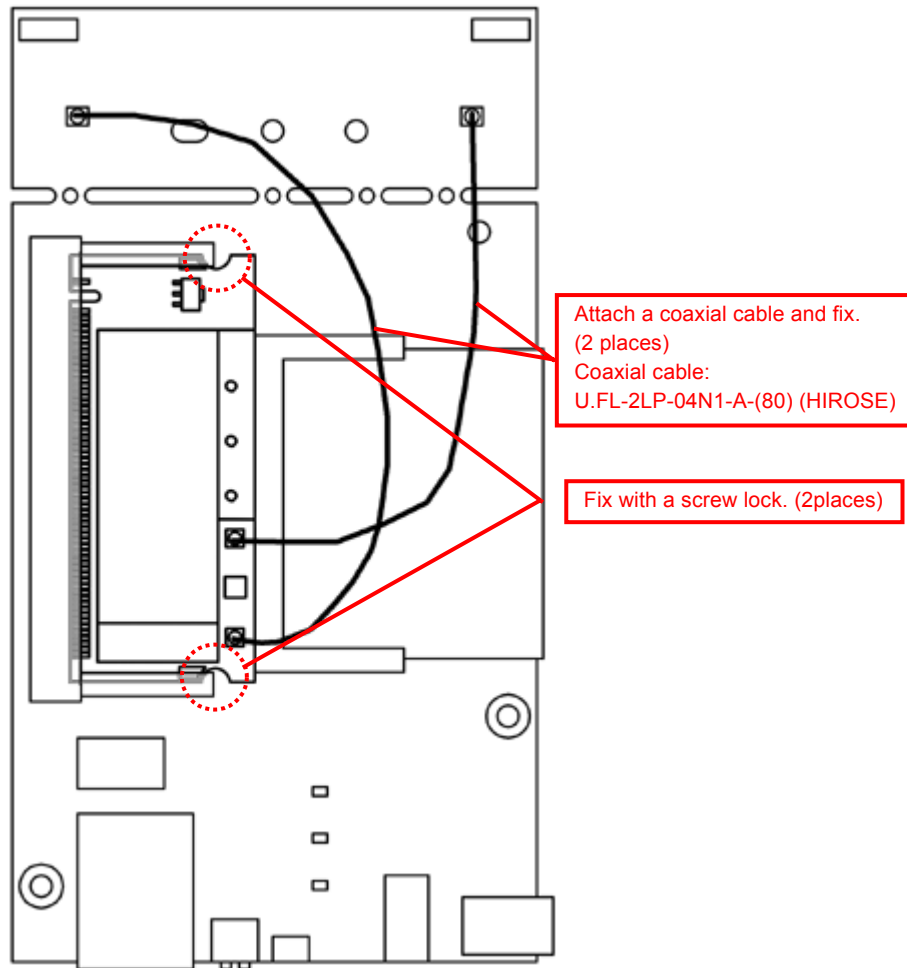 Attach a coaxial cable and fix.
(2 places)
Coaxial cable:
U.FL-2LP-04N1-A-(80) (HIROSE)
Fix with a screw lock. (2places)